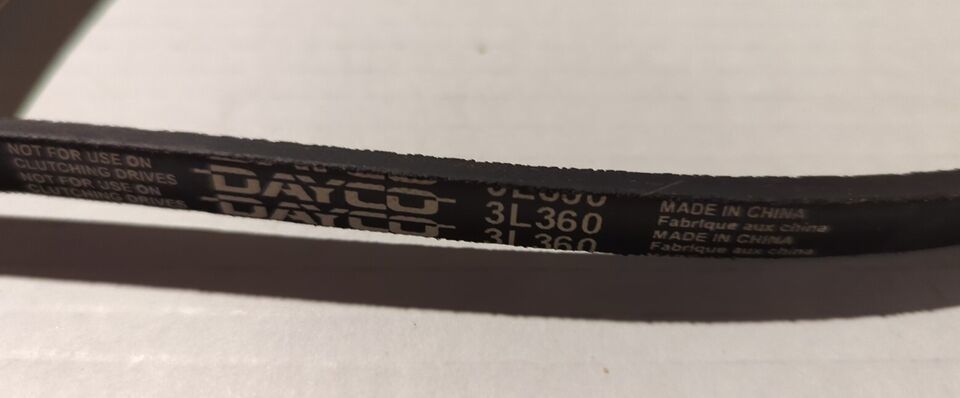 NOT FOR USE ON
CLUTCHING DRIVES
NOT FOR USE ON
CLUTCHING DRIVES
DAYCO
DAYCO
3L360
3L360
MADE IN CHINA
Fabrique aux china
MADE IN CHINA
Fabrique aux china